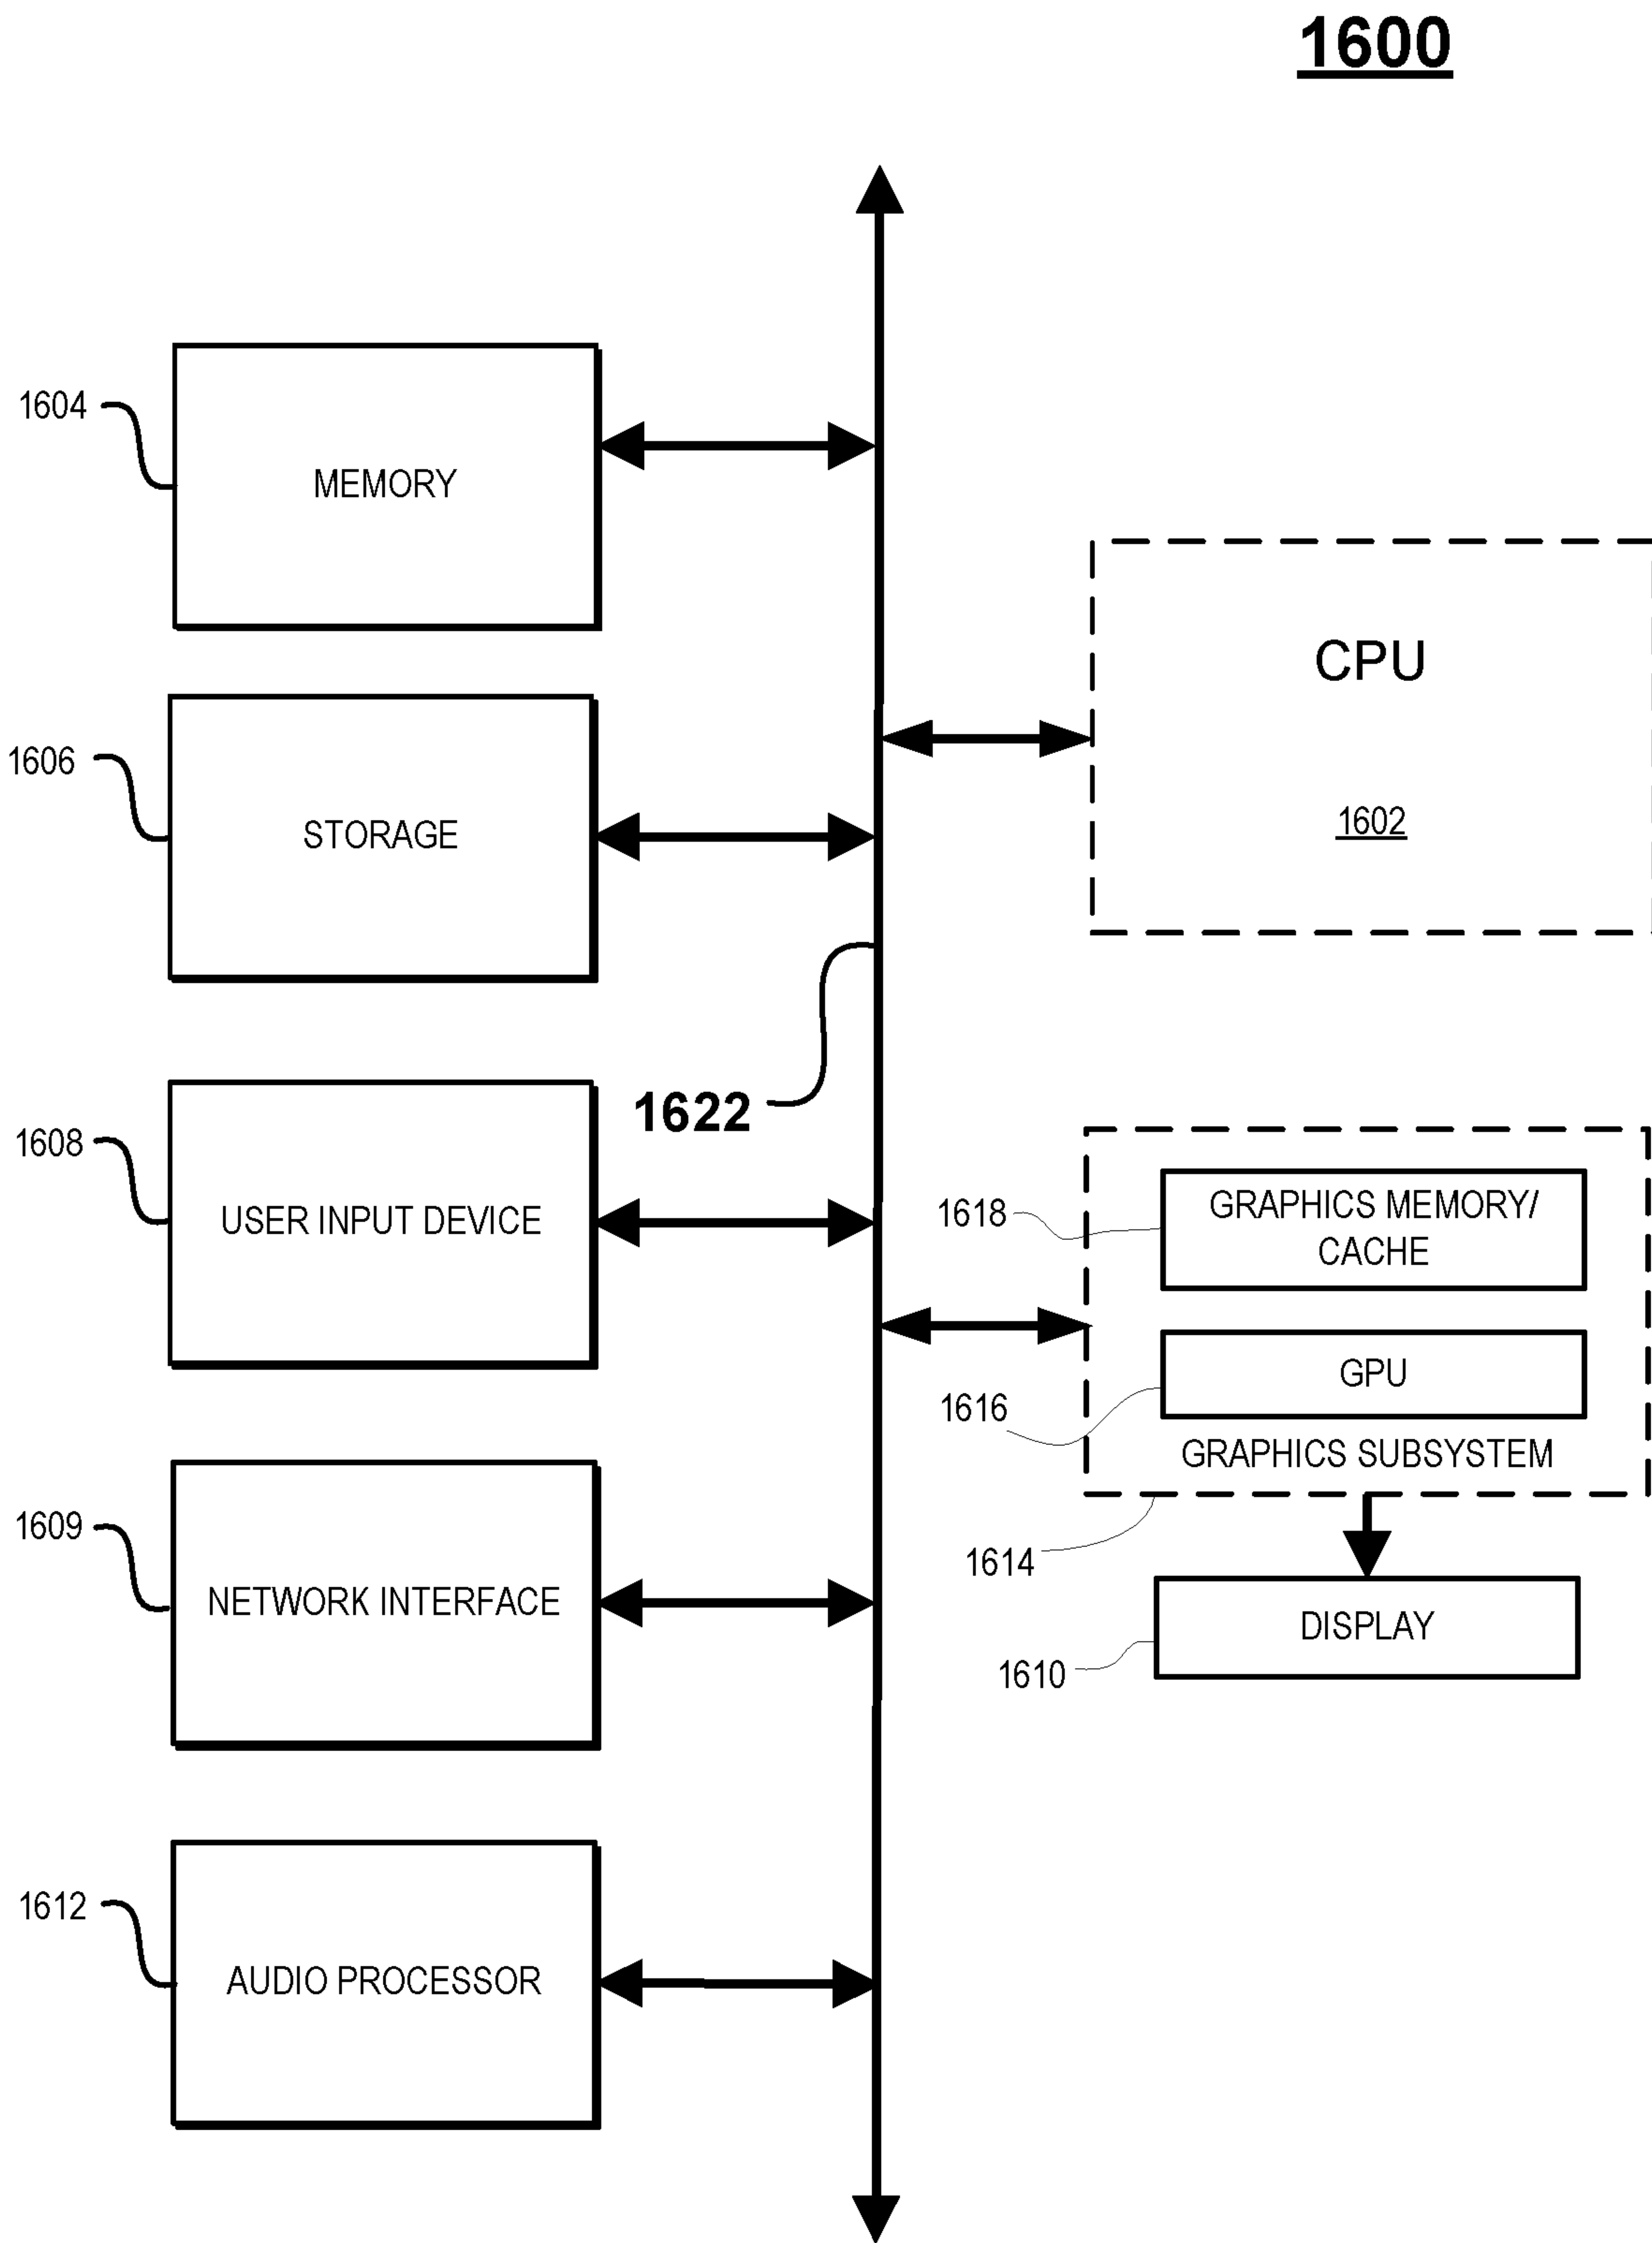 1600
1604
MEMORY
CPU
1602
1606
STORAGE
1622
1608
USER INPUT DEVICE
1618
GRAPHICS MEMORY/
CACHE
1616
GPU
GRAPHICS SUBSYSTEM
1614
1609
NETWORK INTERFACE
DISPLAY
1610
1612
AUDIO PROCESSOR